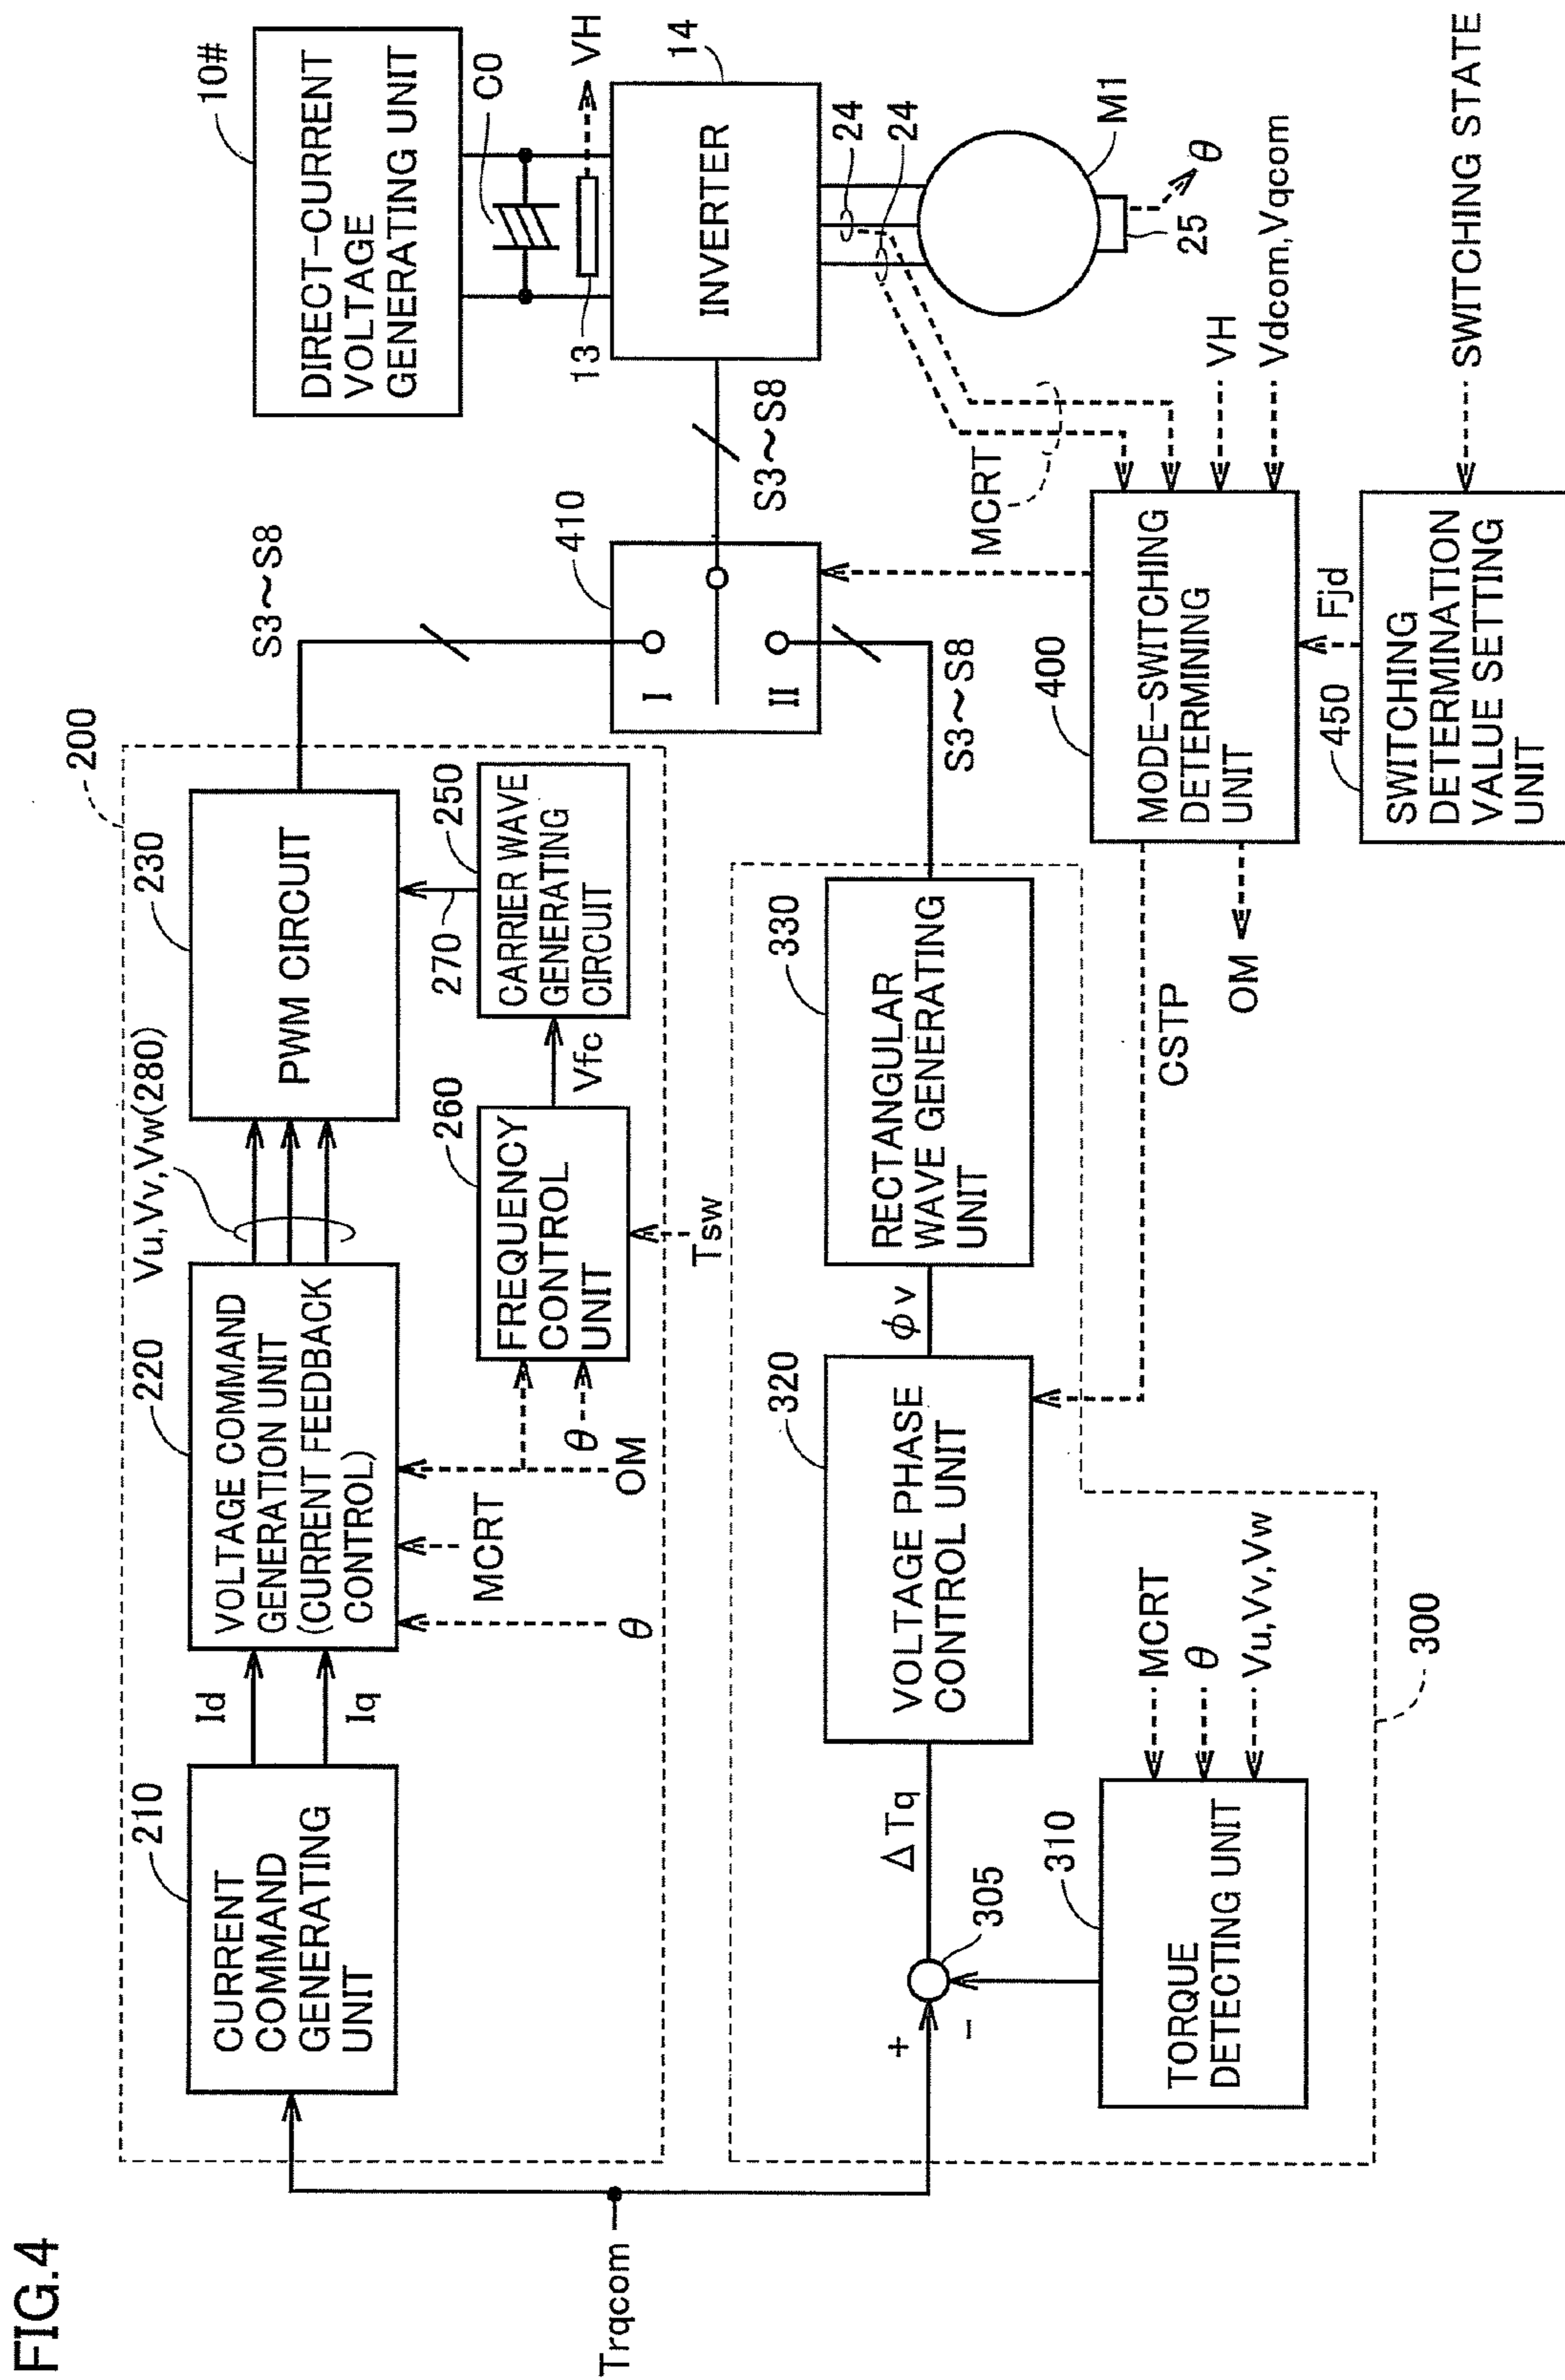 FIG.4
Trqcom
200
210
CURRENT
COMMAND
GENERATING
UNIT
Id
Iq
220
VOLTAGE COMMAND
GENERATION UNIT
(CURRENT FEEDBACK
CONTROL)
θ
MCRT
OM
Vu,Vv,Vw(280)
230
PWM CIRCUIT
260
FREQUENCY
CONTROL
UNIT
θ
Tsw
Vfc
270
250
CARRIER WAVE
GENERATING
CIRCUIT
S3~S8
300
+
−
305
310
TORQUE
DETECTING UNIT
MCRT
θ
Vu,Vv,Vw
ΔTq
320
VOLTAGE PHASE
CONTROL UNIT
φv
330
RECTANGULAR
WAVE GENERATING
UNIT
CSTP
OM
S3~S8
410
I
II
S3~S8
400
MODE-SWITCHING
DETERMINING
UNIT
MCRT
VH
Vdcom,Vqcom
Fjd
450
SWITCHING
DETERMINATION
VALUE SETTING
UNIT
SWITCHING STATE
10#
DIRECT-CURRENT
VOLTAGE
GENERATING UNIT
C0
13
VH
14
INVERTER
24
24
M1
25
θ